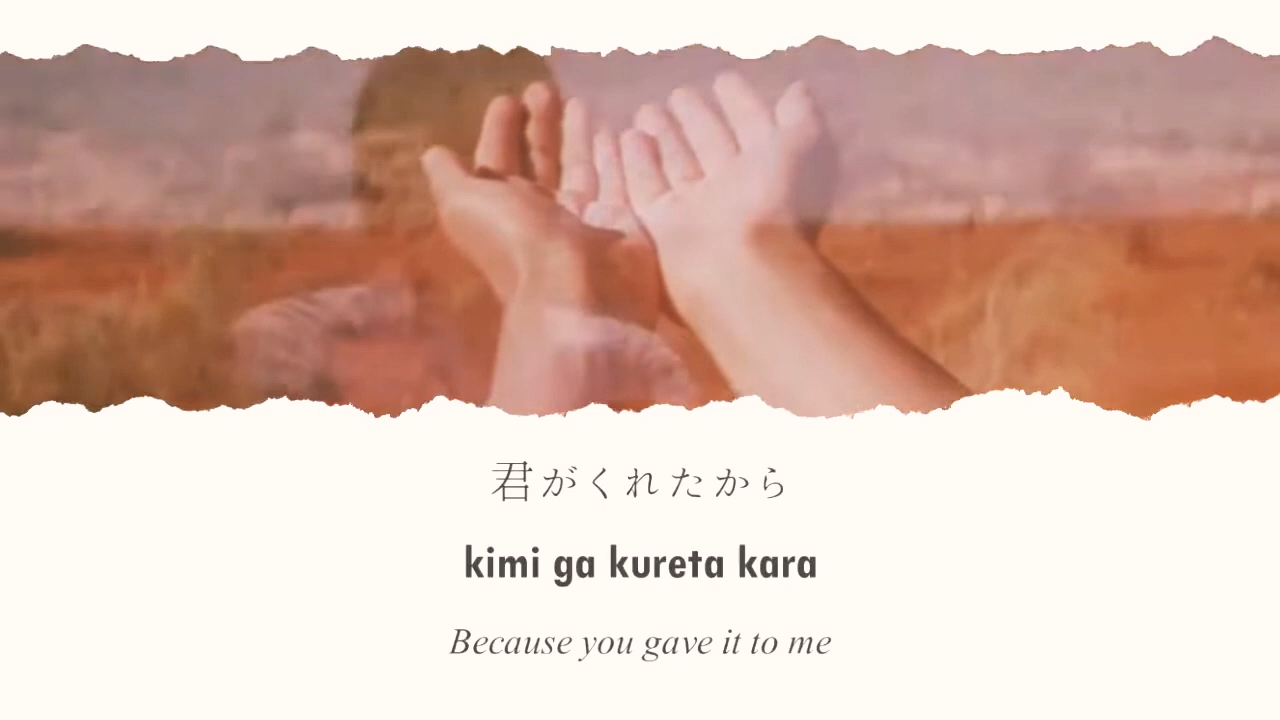 君がくれたから
kimi ga kureta kara
Because you gave it to me